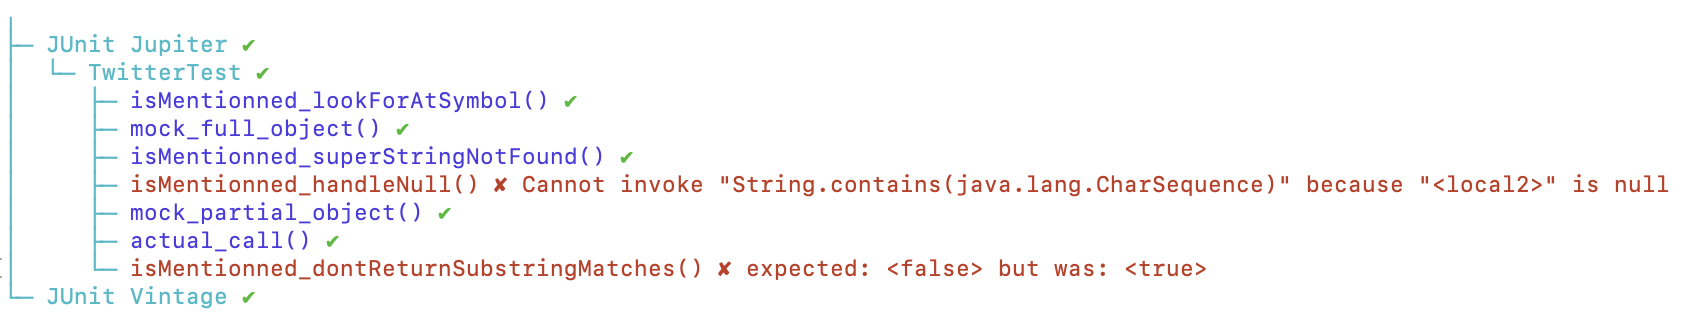 JUnit Jupiter ✔
TwitterTest ✔
isMentionned_lookForAtSymbol() ✔
mock_full_object() ✔
isMentionned_superStringNotFound() ✔
isMentionned_handleNull() ✘ Cannot invoke "String.contains(java.lang.CharSequence)" because "<local2>" is null
mock_partial_object() ✔
actual_call() ✔
isMentionned_dontReturnSubstringMatches() ✘ expected: <false> but was: <true>
JUnit Vintage ✔